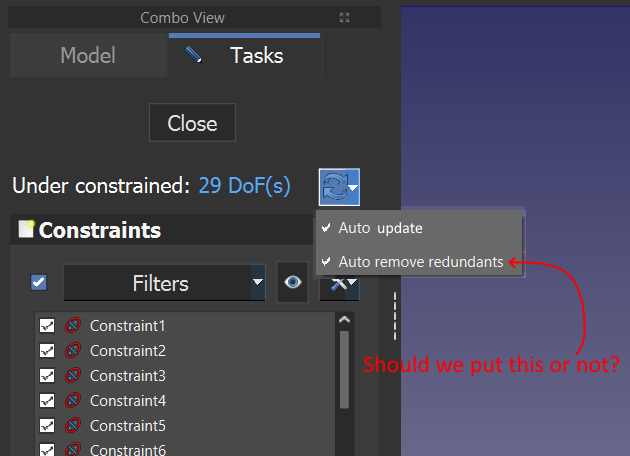 Combo View
Model
Tasks
Close
Under constrained: 29 DoF(s)
Auto update
Constraints
Auto remove redundants
Filters
Constraint1
Constraint2
Constraint3
Should we put this or not?
Constraint4
Constraint5
Constraint6